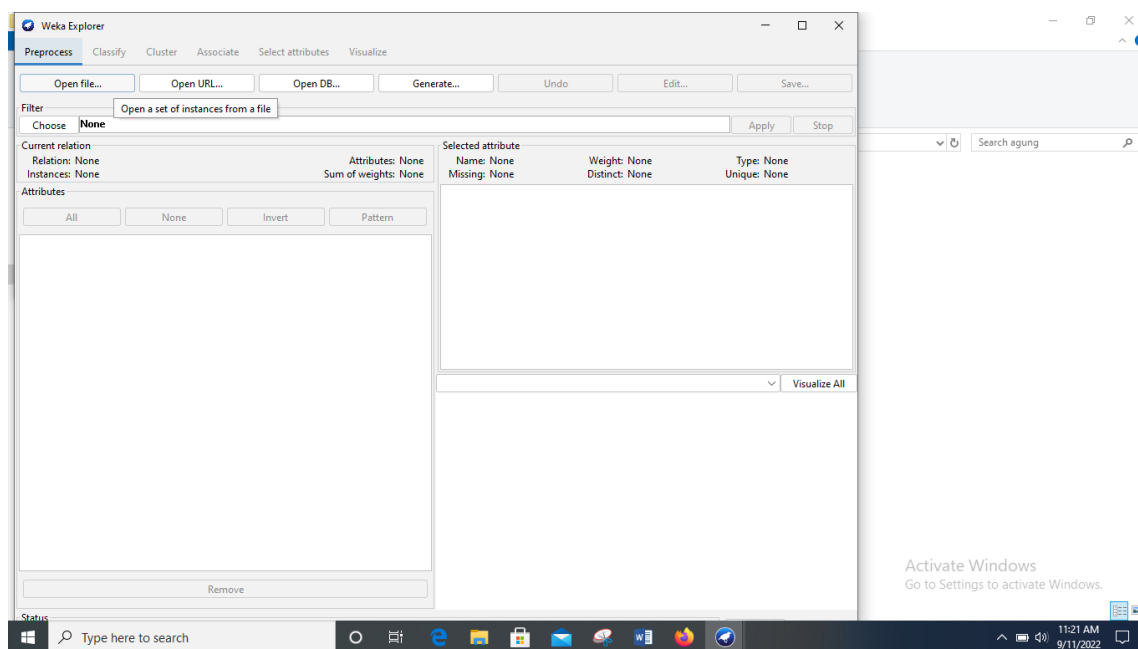 Weka Explorer
Preprocess Classify Cluster Associate Select attributes Visualize
Open file... Open URL... Open DB... Generate... Undo Edit... Save...
Filter
Open a set of instances from a file
Choose None Apply Stop
Current relation
Relation: None Attributes: None
Instances: None Sum of weights: None
Selected attribute
Name: None Weight: None Type: None
Missing: None Distinct: None Unique: None
Attributes
All None Invert Pattern
Visualize All
Remove
Status
Search agung
Activate Windows
Go to Settings to activate Windows.
Type here to search
11:21 AM
9/11/2022